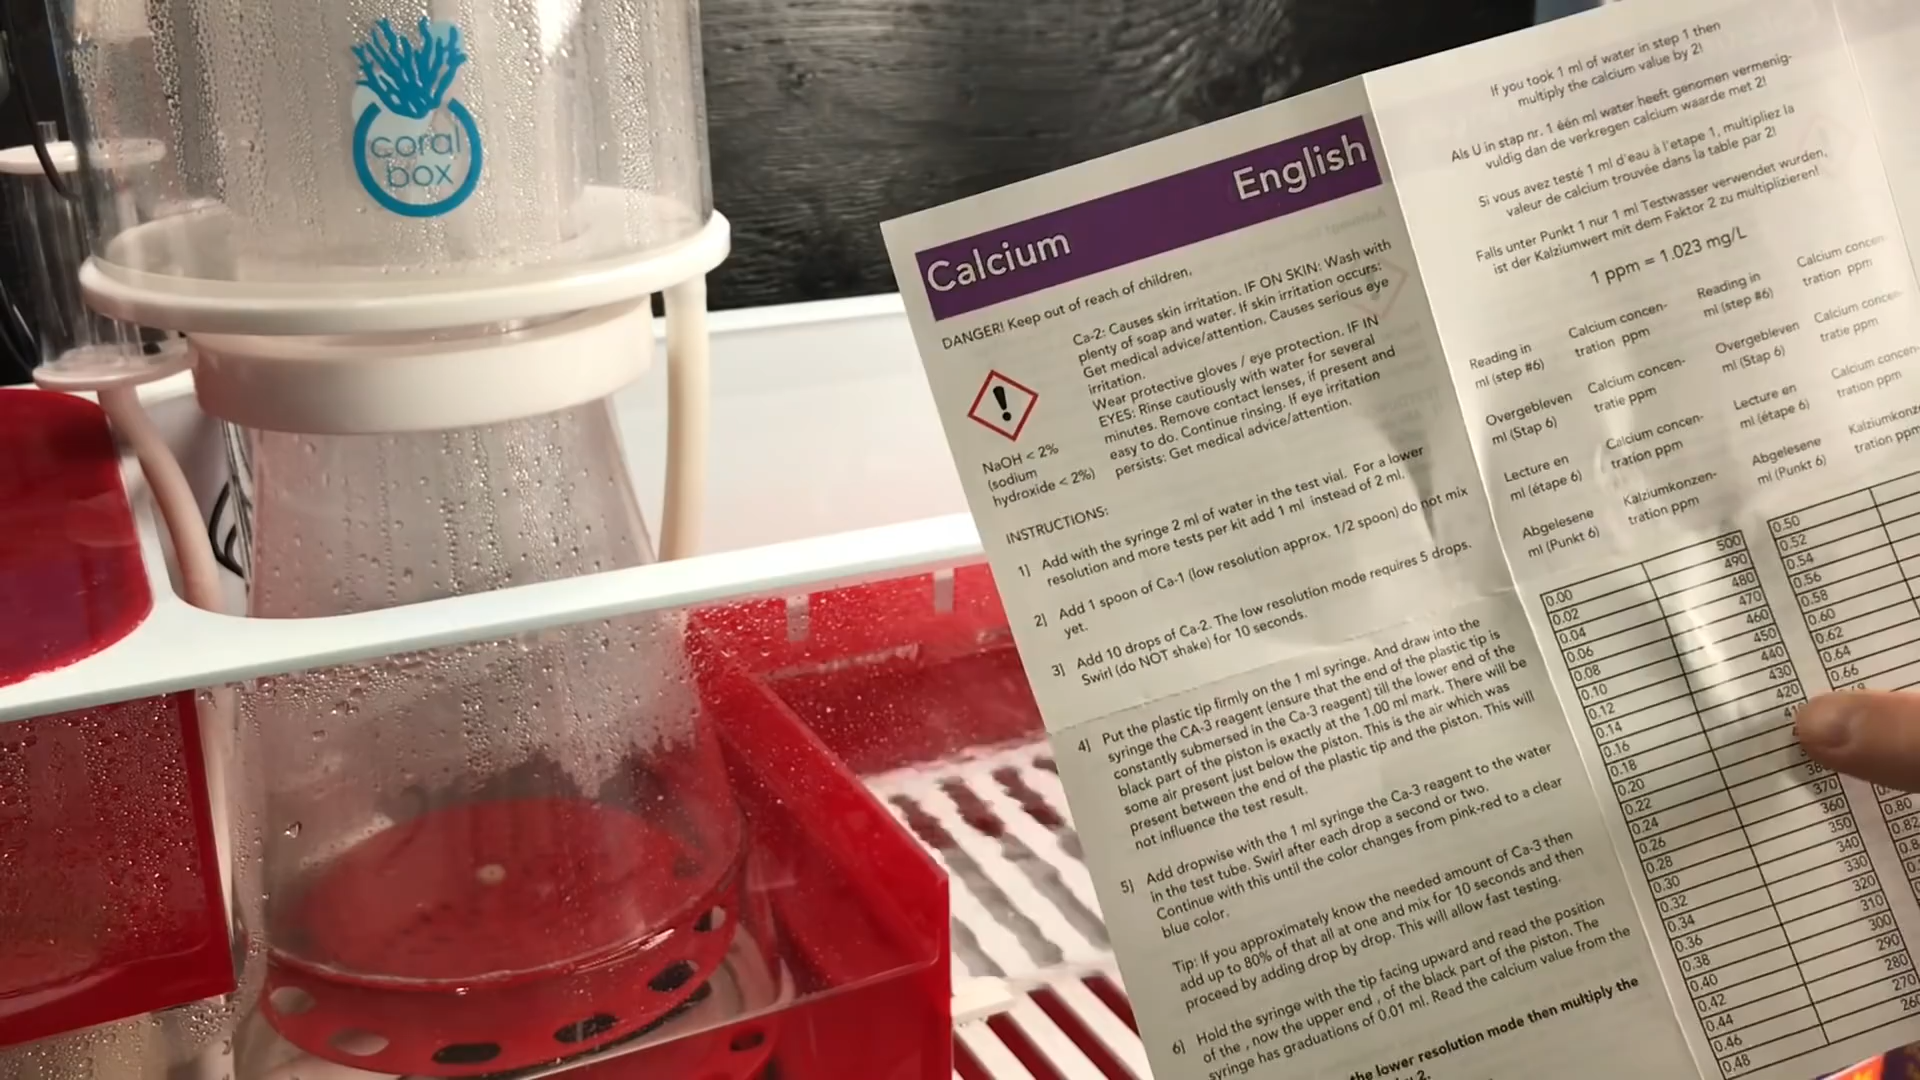 coral
box
Calcium English
DANGER! Keep out of reach of children.
Ca-2: Causes skin irritation. IF ON SKIN: Wash with
plenty of soap and water. If skin irritation occurs:
Get medical advice/attention. Causes serious eye
irritation.
Wear protective gloves / eye protection. IF IN
EYES: Rinse cautiously with water for several
minutes. Remove contact lenses, if present and
easy to do. Continue rinsing. If eye irritation
persists: Get medical advice/attention.
NaOH < 2%
(sodium
hydroxide < 2%)
INSTRUCTIONS:
1) Add with the syringe 2 ml of water in the test vial. For a lower
resolution and more tests per kit add 1 ml instead of 2 ml.
2) Add 1 spoon of Ca-1 (low resolution approx. 1/2 spoon) do not mix
yet.
3) Add 10 drops of Ca-2. The low resolution mode requires 5 drops.
Swirl (do NOT shake) for 10 seconds.
4) Put the plastic tip firmly on the 1 ml syringe. And draw into the
syringe the CA-3 reagent (ensure that the end of the plastic tip is
constantly submersed in the Ca-3 reagent) till the lower end of the
black part of the piston is exactly at the 1.00 ml mark. There will be
some air present just below the piston. This is the air which was
present between the end of the plastic tip and the piston. This will
not influence the test result.
5) Add dropwise with the 1 ml syringe the Ca-3 reagent to the water
in the test tube. Swirl after each drop a second or two.
Continue with this until the color changes from pink-red to a clear
blue color.
Tip: If you approximately know the needed amount of Ca-3 then
add up to 80% of that all at one and mix for 10 seconds and then
proceed by adding drop by drop. This will allow fast testing.
6) Hold the syringe with the tip facing upward and read the position
of the , now the upper end , of the black part of the piston. The
syringe has graduations of 0.01 ml. Read the calcium value from the
the lower resolution mode then multiply the
2.
If you took 1 ml of water in step 1 then
multiply the calcium value by 2!
Als U in stap nr. 1 één ml water heeft genomen vermenig-
vuldig dan de verkregen calcium waarde met 2!
Si vous avez testé 1 ml d'eau à l'etape 1, multipliez la
valeur de calcium trouvée dans la table par 2!
Falls unter Punkt 1 nur 1 ml Testwasser verwendet wurden,
ist der Kalziumwert mit dem Faktor 2 zu multiplizieren!
1 ppm = 1.023 mg/L
Reading in
ml (step #6)
Calcium concen-
tration ppm
Reading in
ml (step #6)
Calcium concen-
tration ppm
Overgebleven
ml (Stap 6)
Calcium concen-
tratie ppm
Overgebleven
ml (Stap 6)
Calcium concen-
tratie ppm
Lecture en
ml (étape 6)
Calcium concen-
tration ppm
Lecture en
ml (étape 6)
Calcium concen-
tration ppm
Abgelesene
ml (Punkt 6)
Kalziumkonzen-
tration ppm
Abgelesene
ml (Punkt 6)
tration ppm
0.00 500
0.02 490
0.04 480
0.06 470
0.08 460
0.10 450
0.12 440
0.14 430
0.16 420
0.18
0.20
0.22
0.24
0.26 370
0.28 360
0.30 350
0.32 340
0.34 330
0.36 320
0.38 310
0.40 300
0.42 290
0.44 280
0.46 270
0.48 260
0.50
0.52
0.54
0.56
0.58
0.60
0.62
0.64
0.66
0.80
0.82